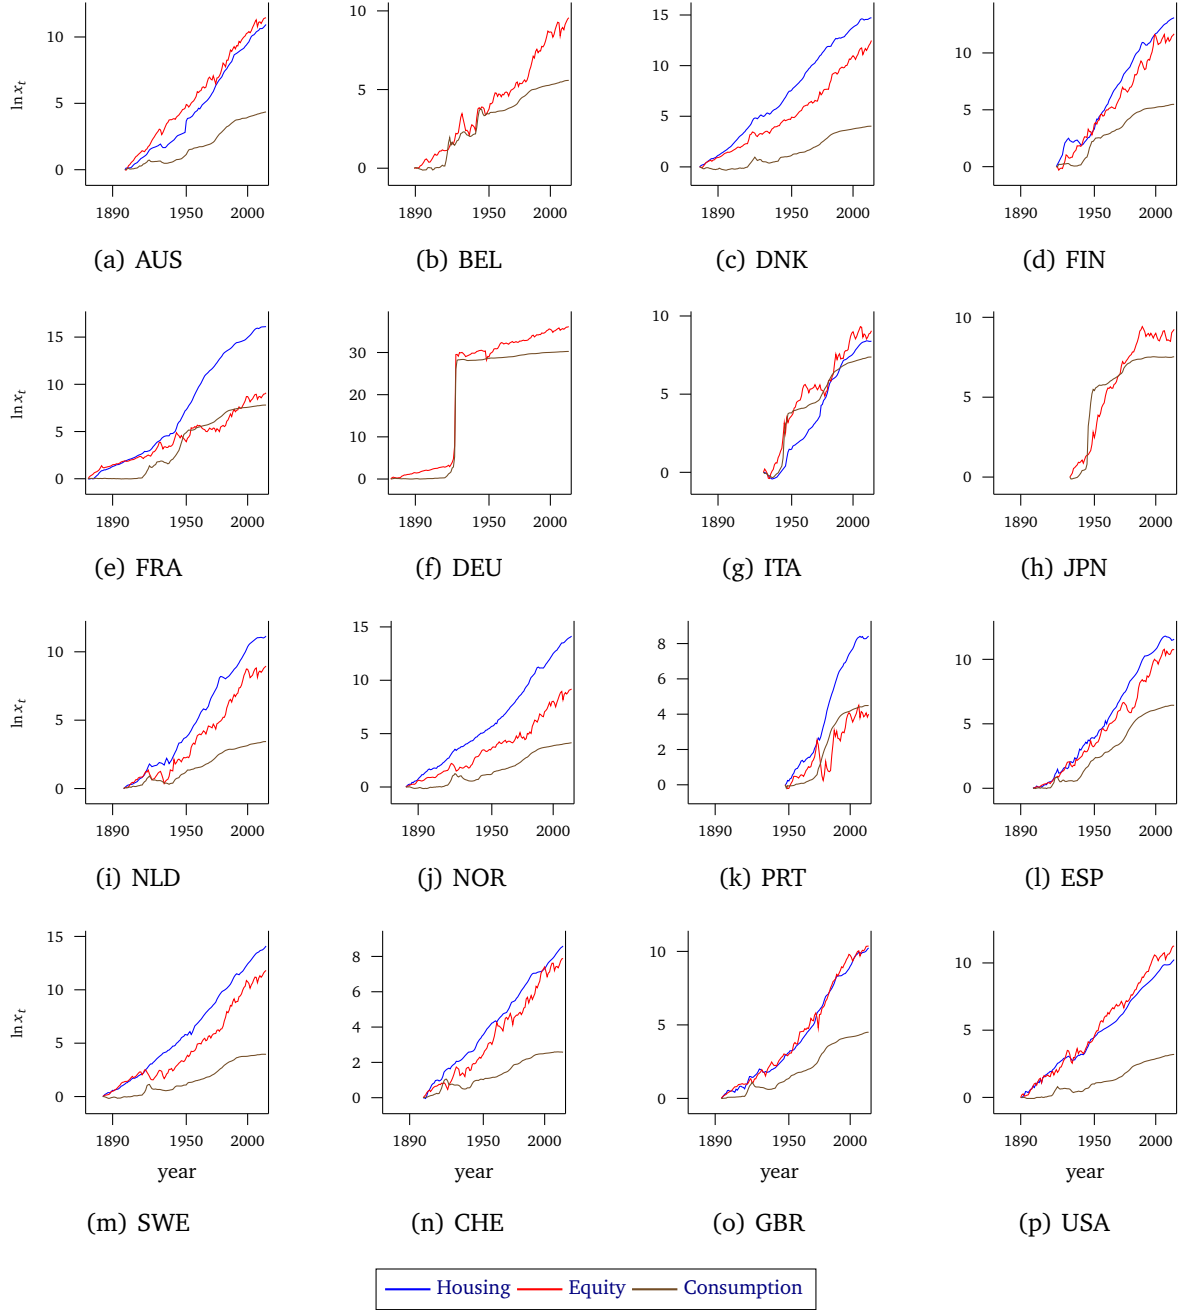 10
5
0
ln x_t
1890 1950 2000
(a) AUS
10
5
0
1890 1950 2000
(b) BEL
15
10
5
0
1890 1950 2000
(c) DNK
10
5
0
1890 1950 2000
(d) FIN
15
10
5
0
ln x_t
1890 1950 2000
(e) FRA
30
20
10
0
1890 1950 2000
(f) DEU
10
5
0
1890 1950 2000
(g) ITA
10
5
0
1890 1950 2000
(h) JPN
10
5
0
ln x_t
1890 1950 2000
(i) NLD
15
10
5
0
1890 1950 2000
(j) NOR
8
6
4
2
0
1890 1950 2000
(k) PRT
10
5
0
1890 1950 2000
(l) ESP
15
10
5
0
ln x_t
1890 1950 2000
year
(m) SWE
8
6
4
2
0
1890 1950 2000
year
(n) CHE
10
5
0
1890 1950 2000
year
(o) GBR
10
5
0
1890 1950 2000
year
(p) USA
Housing Equity Consumption